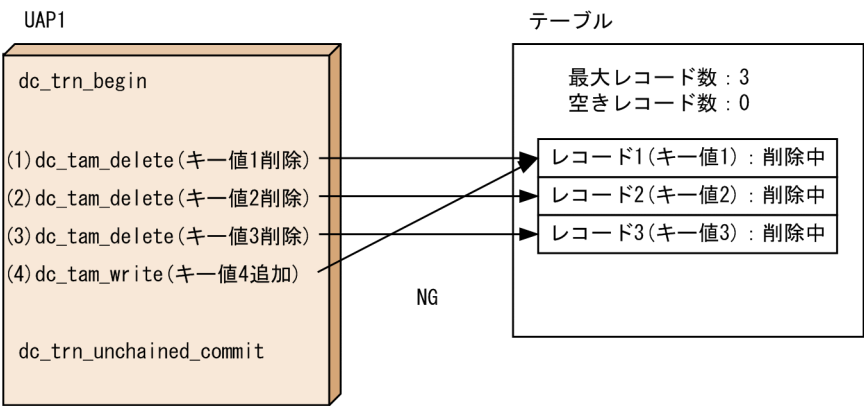 UAP1
dc_trn_begin
(1)dc_tam_delete(キー値1削除)
(2)dc_tam_delete(キー値2削除)
(3)dc_tam_delete(キー値3削除)
(4)dc_tam_write(キー値4追加)
dc_trn_unchained_commit
NG
テーブル
最大レコード数:3
空きレコード数:0
レコード1(キー値1):削除中
レコード2(キー値2):削除中
レコード3(キー値3):削除中